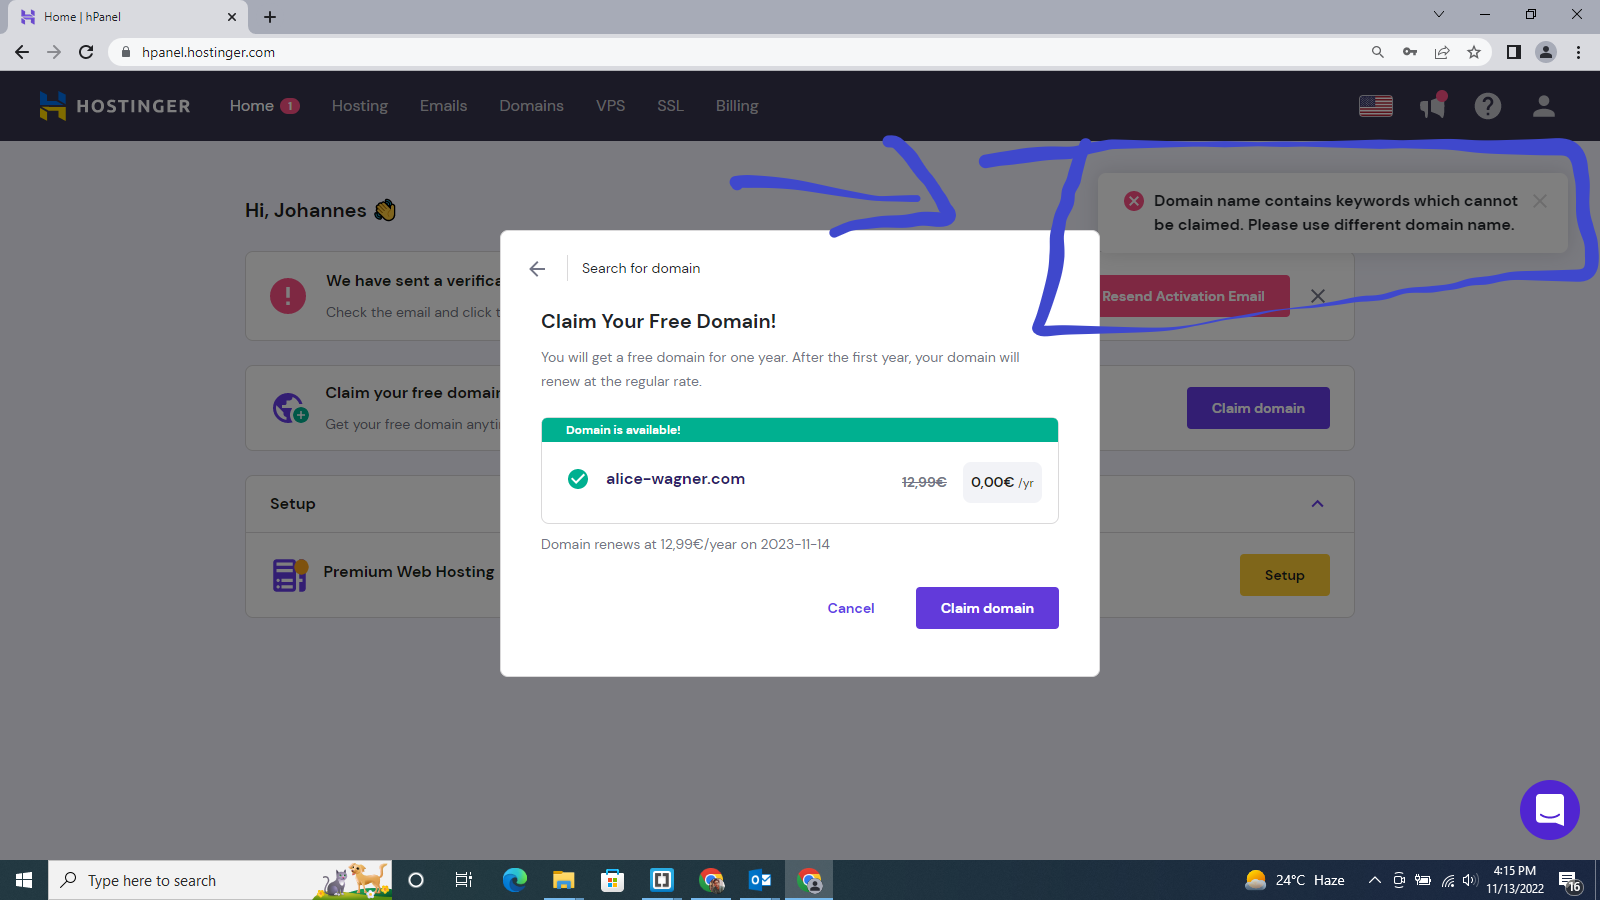 Home | hPanel
hpanel.hostinger.com
HOSTINGER Home 1 Hosting Emails Domains VPS SSL Billing
Hi, Johannes
Domain name contains keywords which cannot
be claimed. Please use different domain name.
We have sent a verifica
Check the email and click t
Resend Activation Email
Claim your free domain
Get your free domain anyti
Claim domain
Setup
Premium Web Hosting
Setup
Search for domain
Claim Your Free Domain!
You will get a free domain for one year. After the first year, your domain will
renew at the regular rate.
Domain is available!
alice-wagner.com 12,99€ 0,00€ /yr
Domain renews at 12,99€/year on 2023-11-14
Cancel Claim domain
Type here to search
24°C Haze
4:15 PM
11/13/2022
16